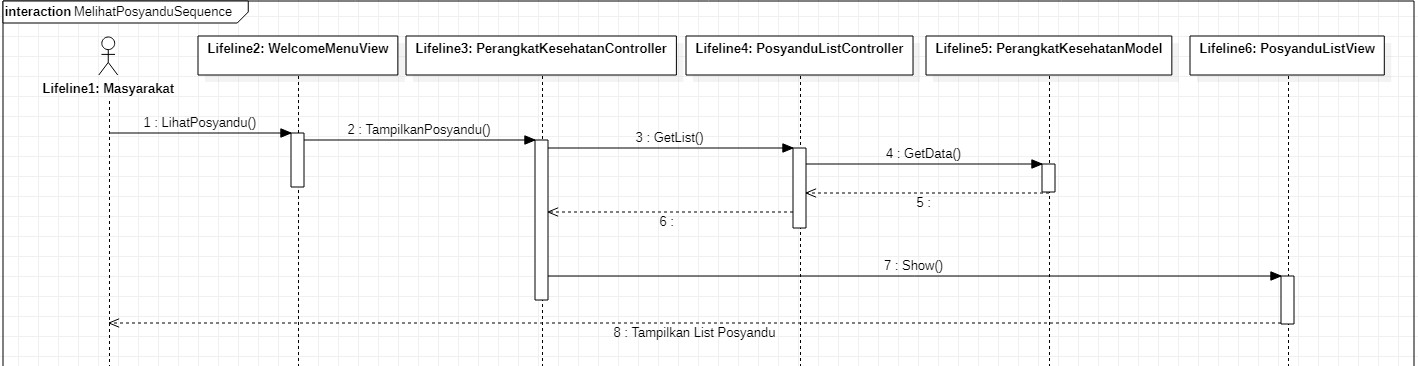 interaction MelihatPosyanduSequence
Lifeline1: Masyarakat
Lifeline2: WelcomeMenuView
Lifeline3: PerangkatKesehatanController
Lifeline4: PosyanduListController
Lifeline5: PerangkatKesehatanModel
Lifeline6: PosyanduListView
1 : LihatPosyandu()
2 : TampilkanPosyandu()
3 : GetList()
4 : GetData()
5 :
6 :
7 : Show()
8 : Tampilkan List Posyandu